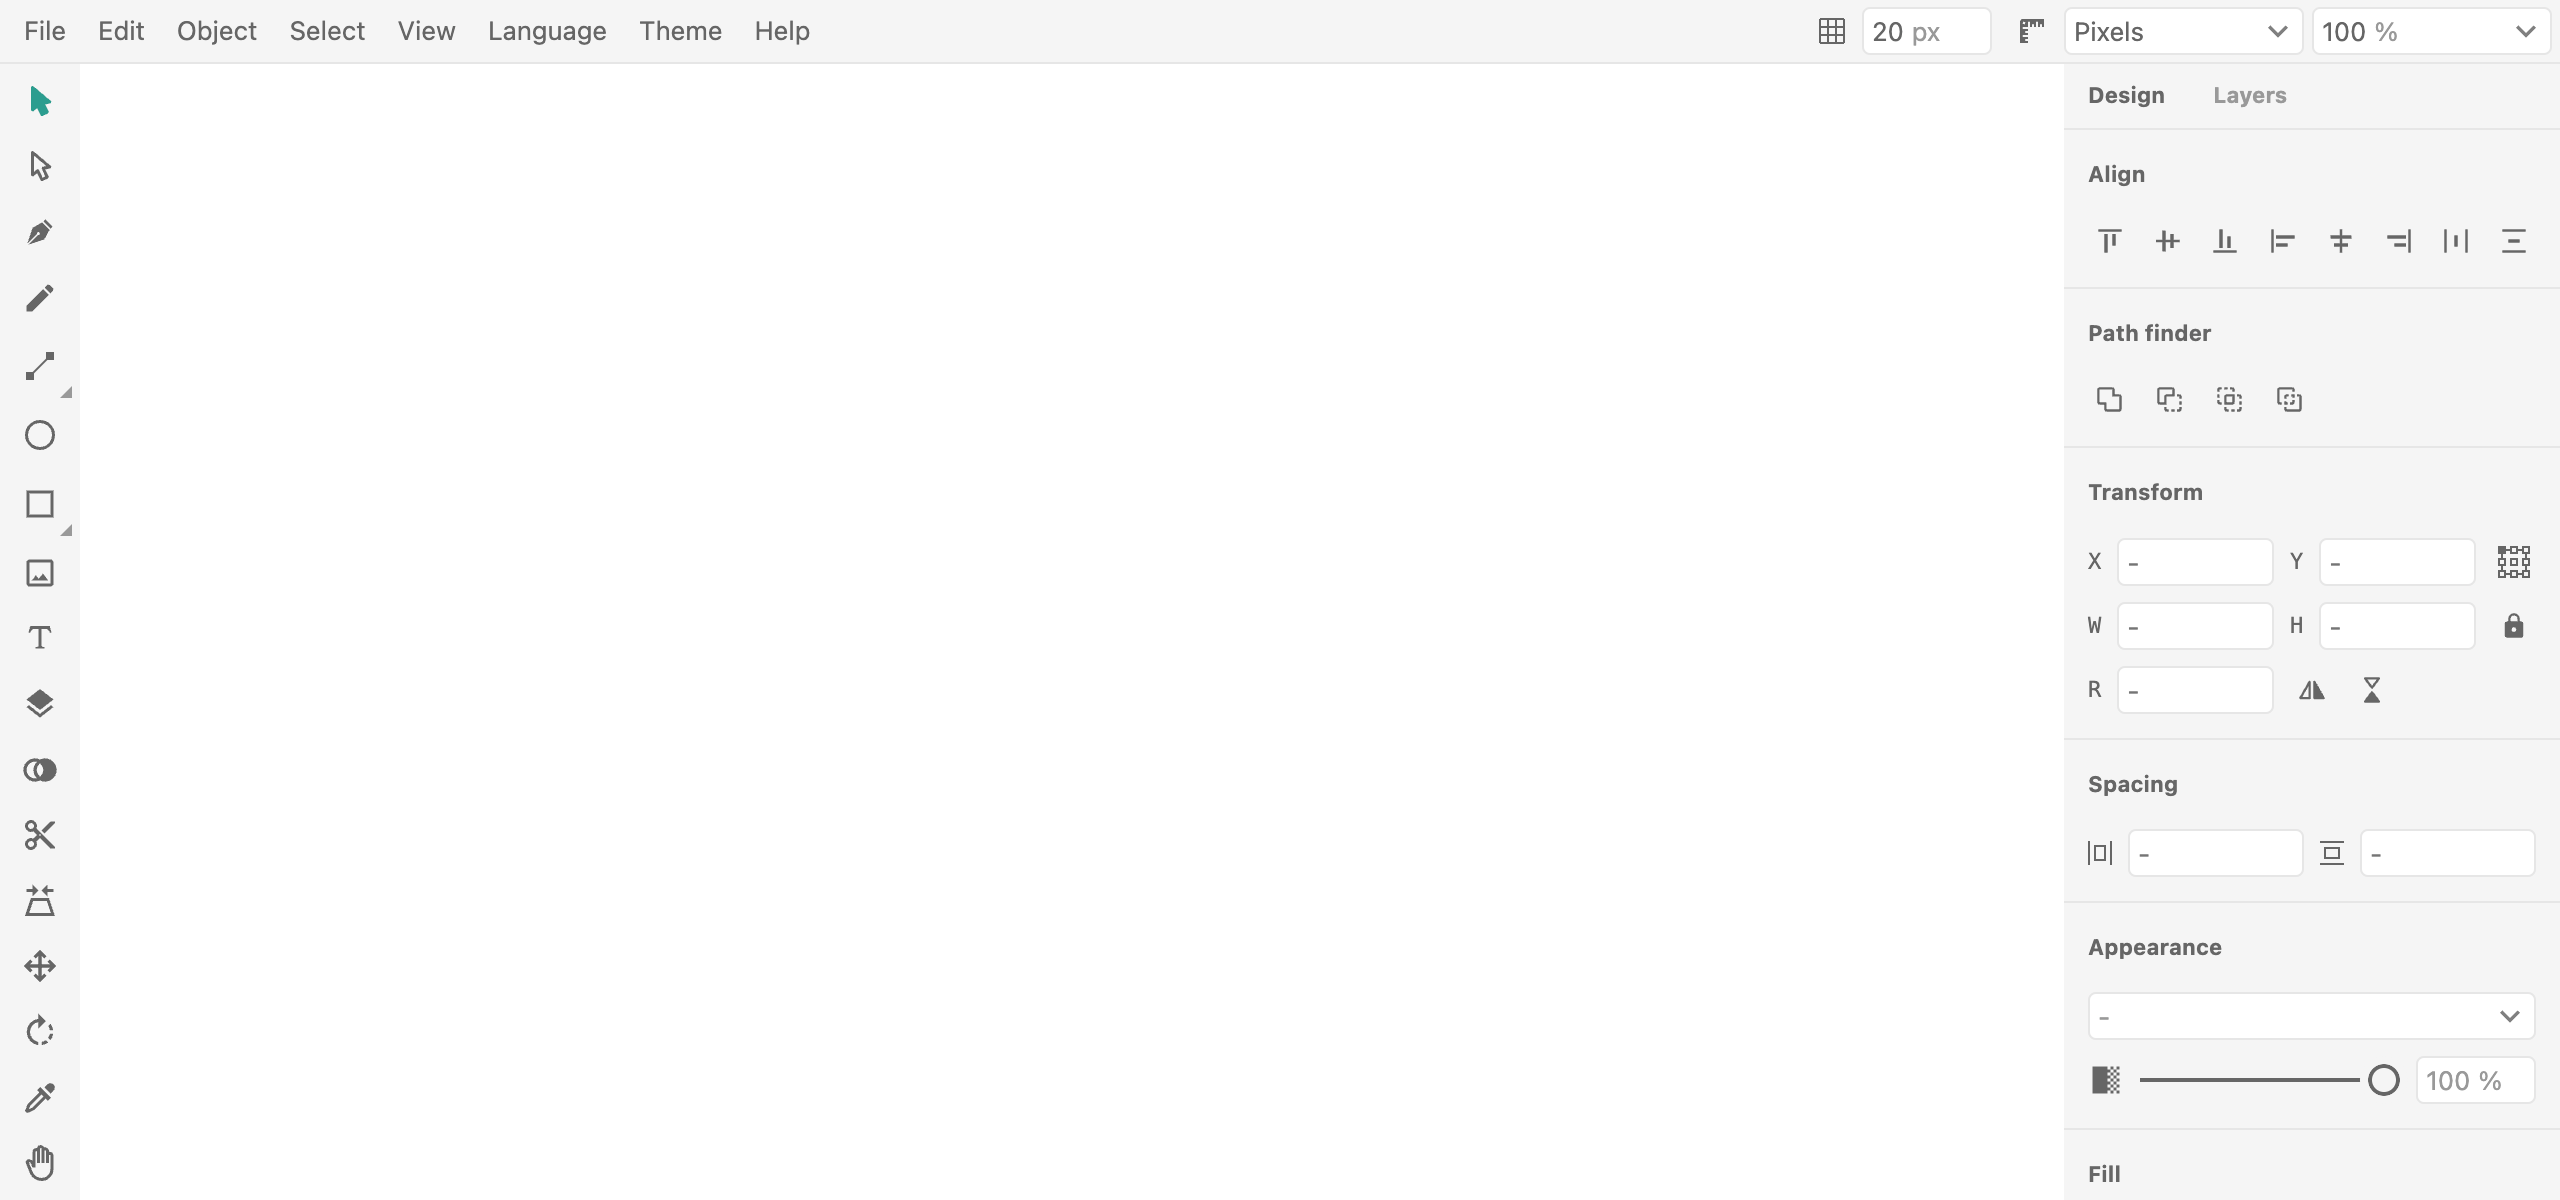 File Edit Object Select View Language Theme Help 20 px Pixels 100 %
Design Layers
Align
Path finder
Transform
X - Y -
W - H -
R -
Spacing
- -
Appearance
-
100 %
Fill